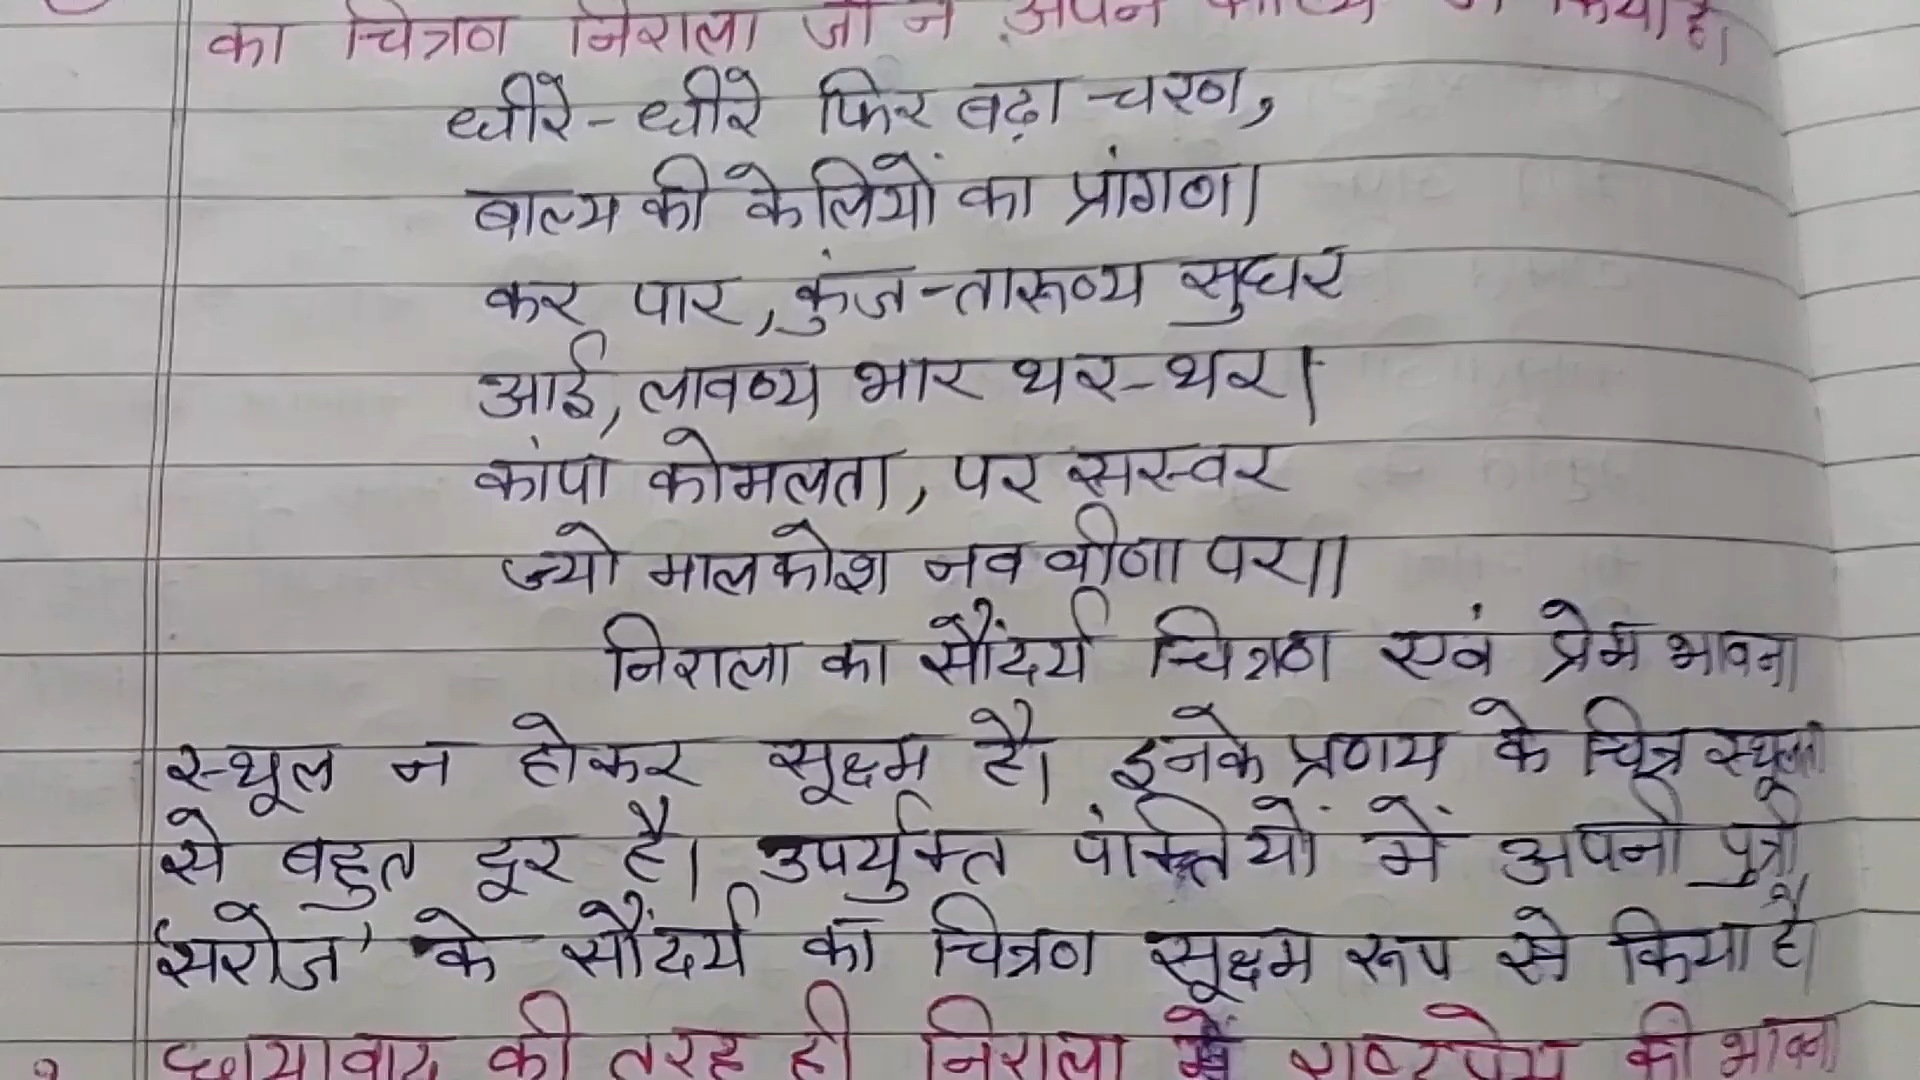 का चित्रण निराला जी ने अपने काव्य में किया है।
धीरे-धीरे फिर बढ़ा चरण,
बाल्य की केलियों का प्रांगण।
कर पार, कुंज-तारूण्य सुघर
आई, लावण्य भार थर-थर।
कांपा कोमलता, पर सस्वर
ज्यो मालकोश नव वीणा पर।।
निराला का सौंदर्य चित्रण एवं प्रेम भावना
स्थूल न होकर सूक्ष्म है। इनके प्रणय के चित्र स्थूल
से बहुत दूर है। उपर्युक्त पंक्तियों में अपनी पुत्री
'सरोज' के सौंदर्य का चित्रण सूक्ष्म रूप से किया है।
छायावाद की तरह ही निराला में राष्ट्रप्रेम की भावना